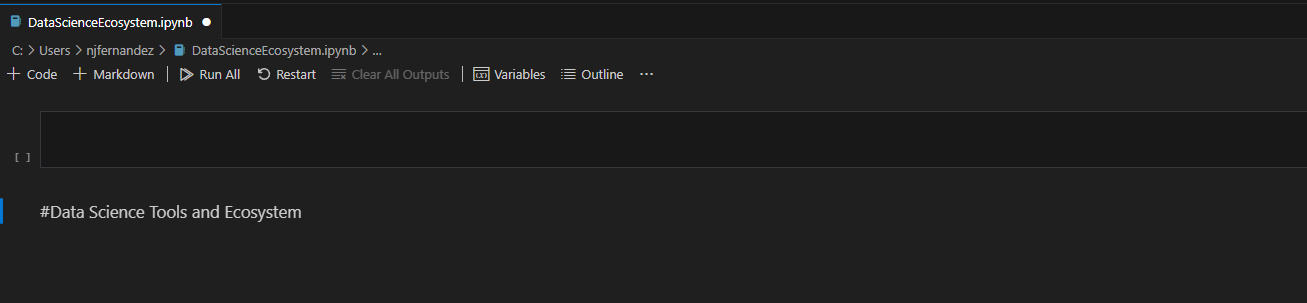 DataScienceEcosystem.ipynb
C: > Users > njfernandez > DataScienceEcosystem.ipynb > ...
+ Code + Markdown | Run All Restart Clear All Outputs | Variables Outline ...
[ ]
#Data Science Tools and Ecosystem